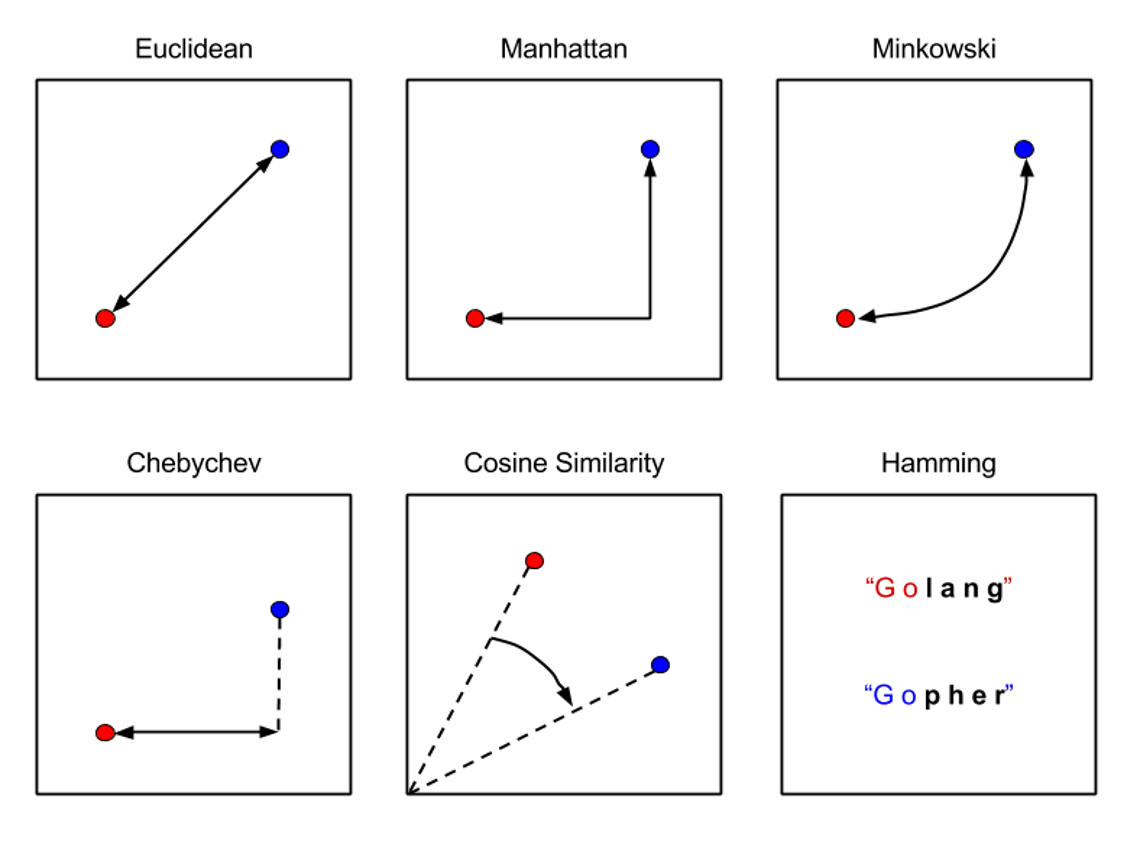 Euclidean
Manhattan
Minkowski
Chebychev
Cosine Similarity
Hamming
“G o l a n g”
“G o p h e r”